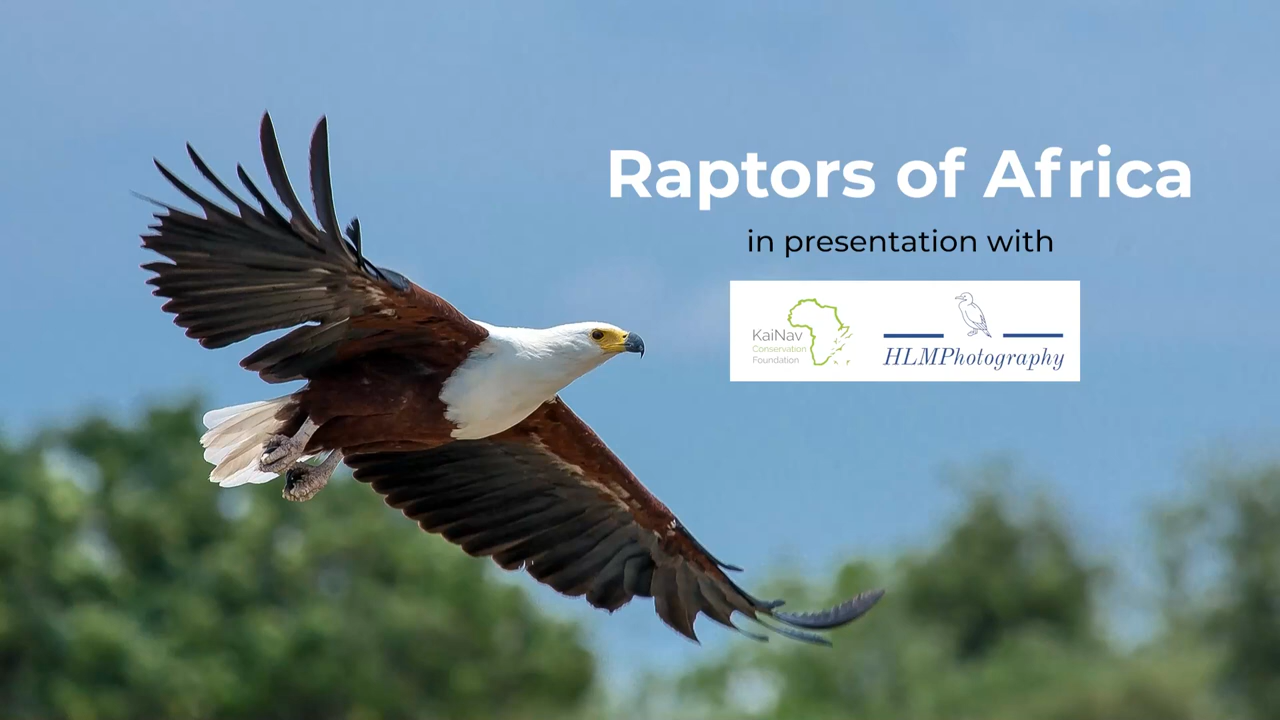 Raptors of Africa
in presentation with
KaiNav
Conservation
Foundation
HLMPhotography